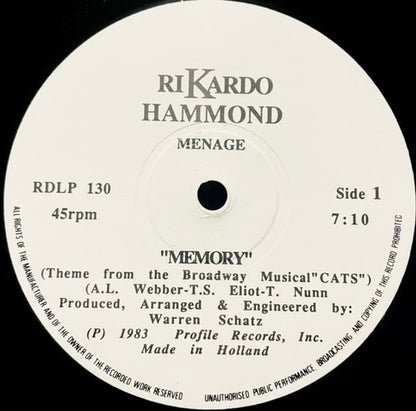 RIKARDO
HAMMOND
MENAGE
RDLP 130
45rpm
Side 1
7:10
"MEMORY"
(Theme from the Broadway Musical"CATS")
(A.L. Webber-T.S. Eliot-T. Nunn
Produced, Arranged & Engineered by:
Warren Schatz
(P) 1983 Profile Records, Inc.
Made in Holland
ALL RIGHTS OF THE MANUFACTURER AND OF THE OWNER OF THE RECORDED WORK RESERVED
UNAUTHORISED PUBLIC PERFORMANCE, BROADCASTING AND COPYING OF THIS RECORD PROHIBITED